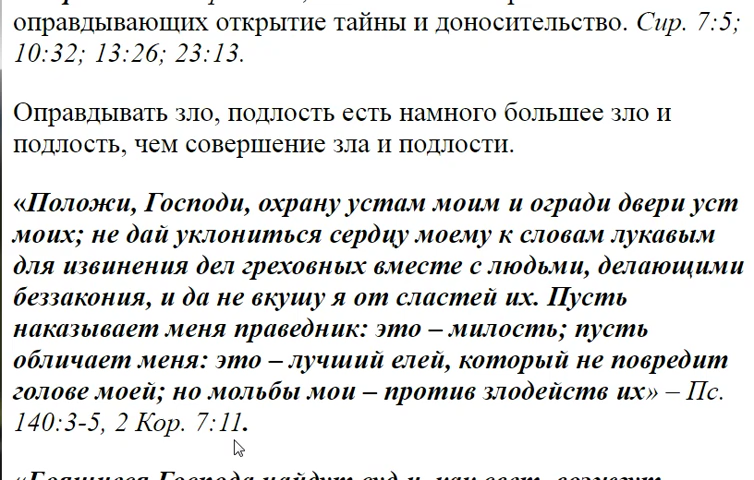 оправдывающих открытие тайны и доносительство. Сир. 7:5;
10:32; 13:26; 23:13.
Оправдывать зло, подлость есть намного большее зло и
подлость, чем совершение зла и подлости.
«Положи, Господи, охрану устам моим и огради двери уст
моих; не дай уклониться сердцу моему к словам лукавым
для извинения дел греховных вместе с людьми, делающими
беззакония, и да не вкушу я от сластей их. Пусть
наказывает меня праведник: это – милость; пусть
обличает меня: это – лучший елей, который не повредит
голове моей; но мольбы мои – против злодейств их» – Пс.
140:3-5, 2 Кор. 7:11.